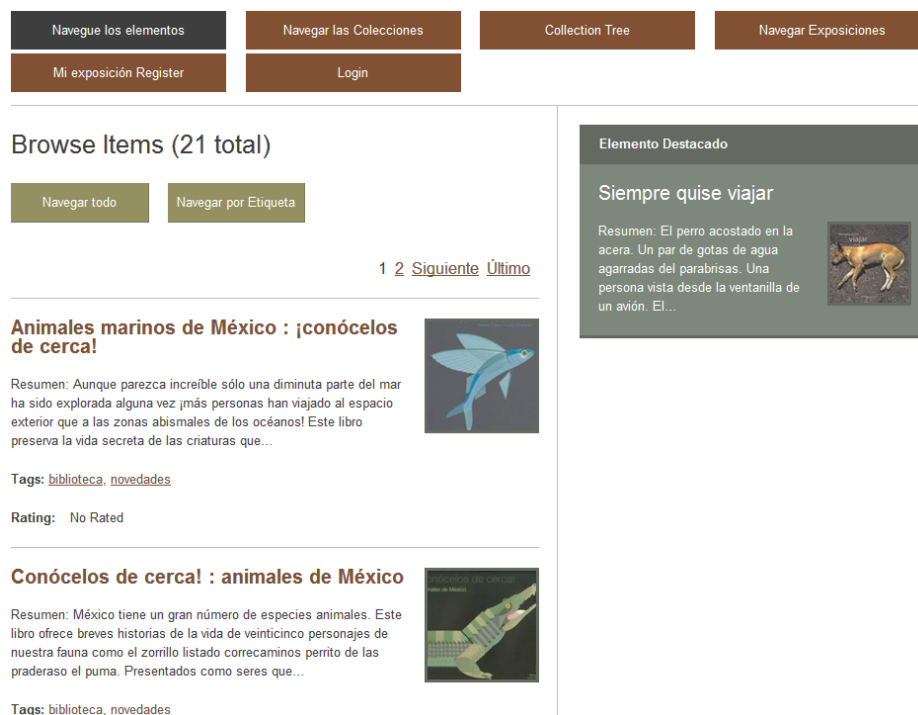 Navegue los elementos
Navegar las Colecciones
Collection Tree
Navegar Exposiciones
Mi exposición Register
Login
Browse Items (21 total)
Navegar todo
Navegar por Etiqueta
1 2 Siguiente Último
Animales marinos de México : ¡conócelos
de cerca!
Resumen: Aunque parezca increíble sólo una diminuta parte del mar
ha sido explorada alguna vez ¡más personas han viajado al espacio
exterior que a las zonas abismales de los océanos! Este libro
preserva la vida secreta de las criaturas que...
Tags: biblioteca, novedades
Rating: No Rated
Conócelos de cerca! : animales de México
Resumen: México tiene un gran número de especies animales. Este
libro ofrece breves historias de la vida de veinticinco personajes de
nuestra fauna como el zorrillo listado correcaminos perrito de las
praderaso el puma. Presentados como seres que...
onócelos de cerca!
Tags: biblioteca, novedades
Elemento Destacado
Siempre quise viajar
Resumen: El perro acostado en la
acera. Un par de gotas de agua
agarradas del parabrisas. Una
persona vista desde la ventanilla de
un avión. El...
viajar